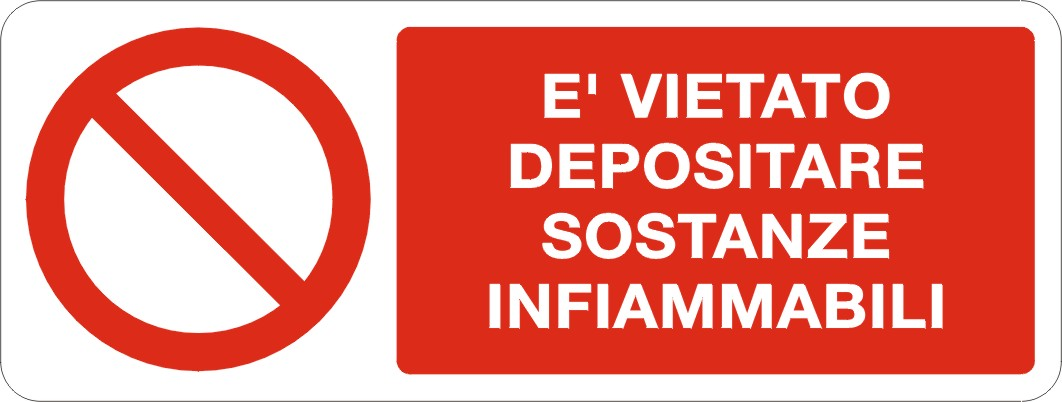 E' VIETATO
DEPOSITARE
SOSTANZE
INFIAMMABILI